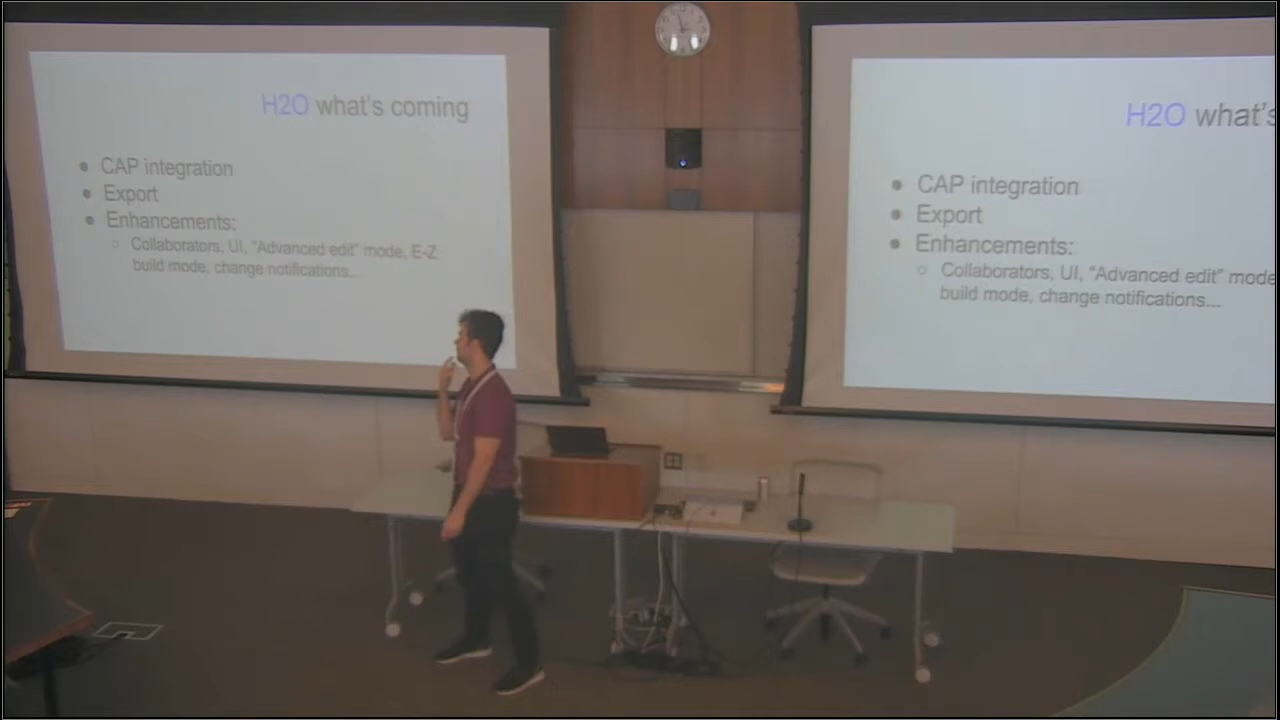 H2O what's coming
CAP integration
Export
Enhancements:
Collaborators, UI, "Advanced edit" mode, E-Z
build mode, change notifications...
H2O what's
CAP integration
Export
Enhancements:
Collaborators, UI, "Advanced edit" mode
build mode, change notifications...